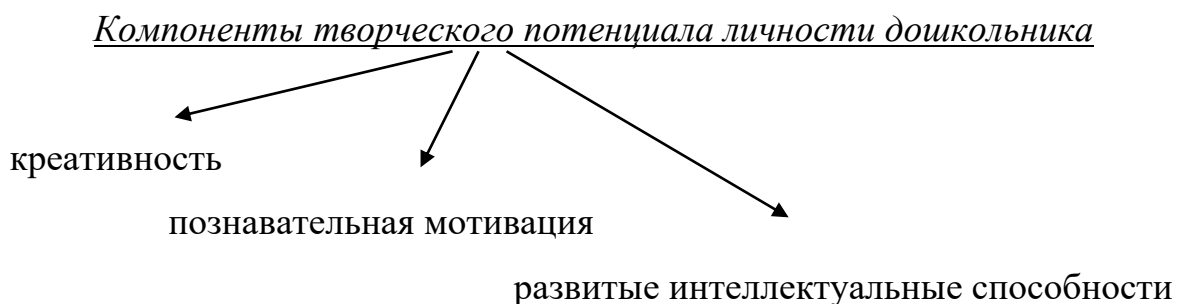 Компоненты творческого потенциала личности дошкольника
креативность
познавательная мотивация
развитые интеллектуальные способности